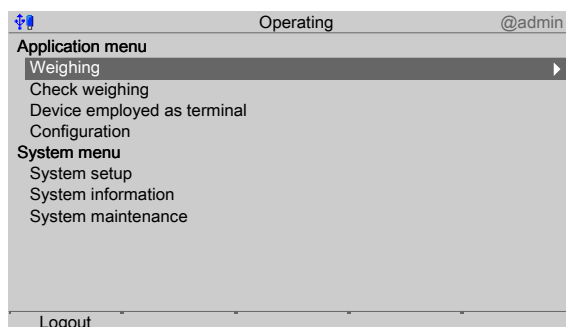 Operating @admin
Application menu
Weighing
Check weighing
Device employed as terminal
Configuration
System menu
System setup
System information
System maintenance
Logout